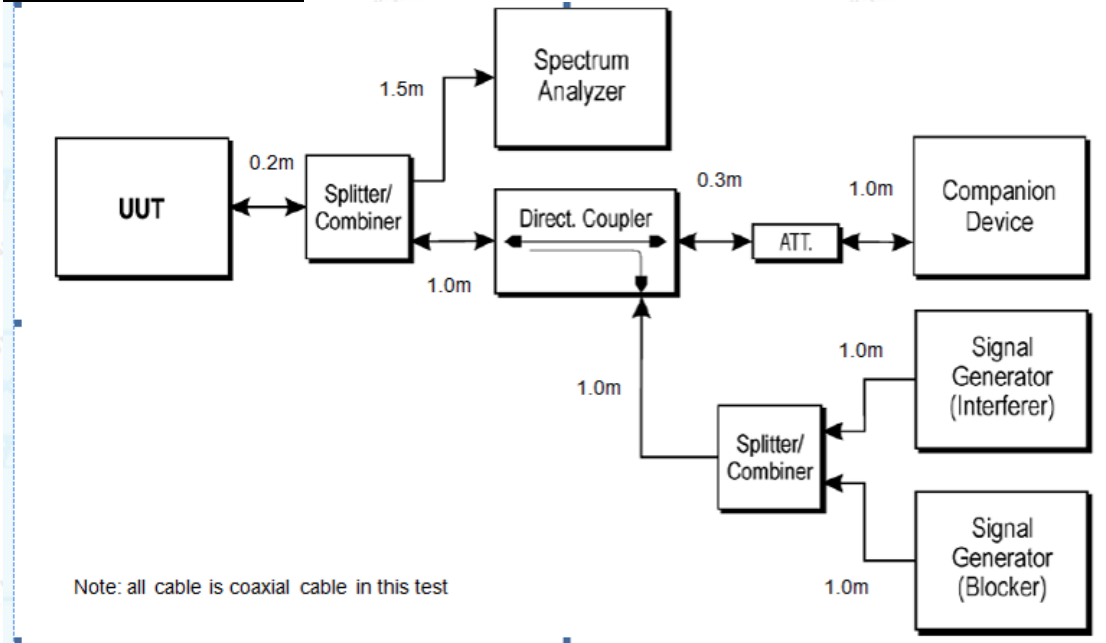 Spectrum
Analyzer
1.5m
UUT
0.2m
Splitter/
Combiner
1.0m
Direct. Coupler
0.3m
ATT.
1.0m
Companion
Device
1.0m
Signal
Generator
(Interferer)
1.0m
Splitter/
Combiner
Signal
Generator
(Blocker)
1.0m
Note: all cable is coaxial cable in this test